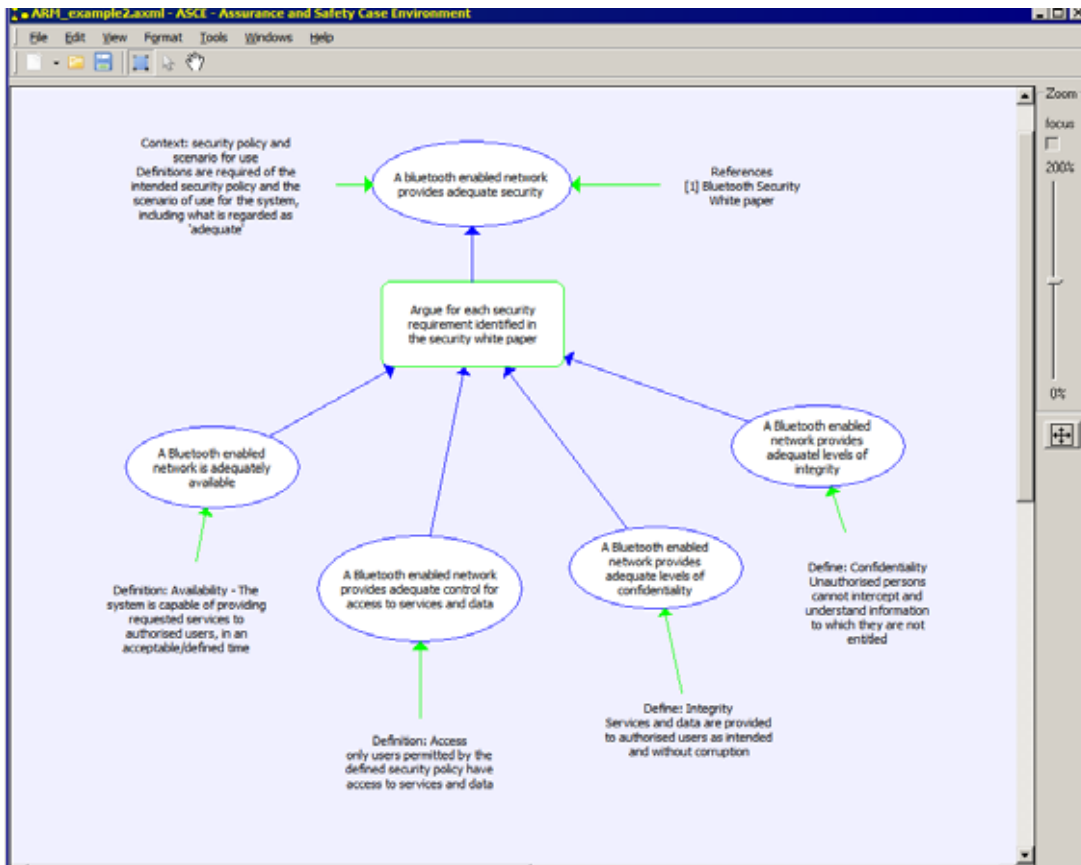 ARM_example2.axml - ASCE - Assurance and Safety Case Environment
File Edit View Format Tools Windows Help
Zoom
focus
200%
0%
Context: security policy and
scenario for use
Definitions are required of the
intended security policy and the
scenario of use for the system,
including what is regarded as
'adequate'
A bluetooth enabled network
provides adequate security
References
[1] Bluetooth Security
White paper
Argue for each security
requirement identified in
the security white paper
A Bluetooth enabled
network is adequately
available
A Bluetooth enabled network
provides adequate control for
access to services and data
A Bluetooth enabled
network provides
adequate levels of
confidentiality
A Bluetooth enabled
network provides
adequatel levels of
integrity
Definition: Availability - The
system is capable of providing
requested services to
authorised users, in an
acceptable/defined time
Definition: Access
only users permitted by the
defined security policy have
access to services and data
Define: Integrity
Services and data are provided
to authorised users as intended
and without corruption
Define: Confidentiality
Unauthorised persons
cannot intercept and
understand information
to which they are not
entitled